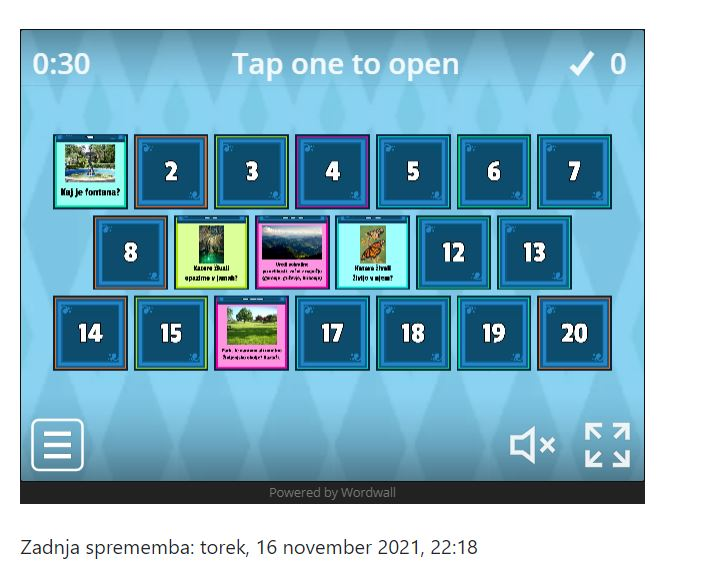 0:30 Tap one to open 0
Kaj je fontana?
2 3 4 5 6 7
8
Katere živali
opazimo v jamah?
Katere živali
živijo v njem?
12 13
14 15
17 18 19 20
Powered by Wordwall
Zadnja sprememba: torek, 16 november 2021, 22:18